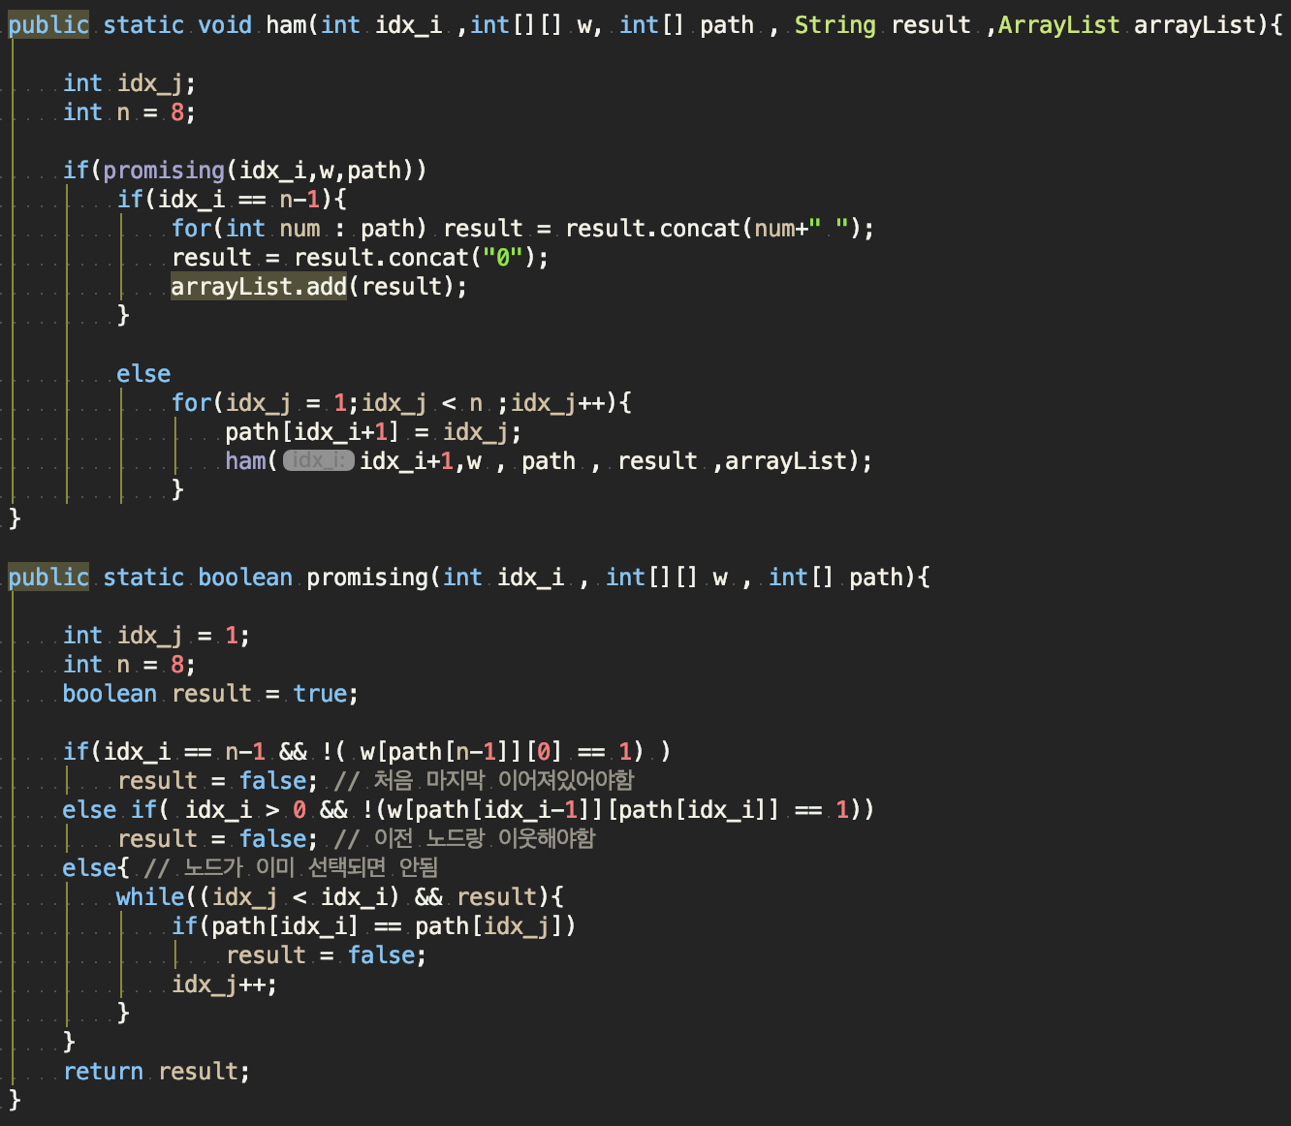 public static void ham(int idx_i ,int[][] w, int[] path , String result ,ArrayList arrayList){
int idx_j;
int n = 8;
if(promising(idx_i,w,path))
if(idx_i == n-1){
for(int num : path) result = result.concat(num+" ");
result = result.concat("0");
arrayList.add(result);
}
else
for(idx_j = 1;idx_j < n ;idx_j++){
path[idx_i+1] = idx_j;
ham( idx_i: idx_i+1,w , path , result ,arrayList);
}
}
public static boolean promising(int idx_i , int[][] w , int[] path){
int idx_j = 1;
int n = 8;
boolean result = true;
if(idx_i == n-1 && !( w[path[n-1]][0] == 1) )
result = false; // 처음 마지막 이어져있어야함
else if( idx_i > 0 && !(w[path[idx_i-1]][path[idx_i]] == 1))
result = false; // 이전 노드랑 이웃해야함
else{ // 노드가 이미 선택되면 안됨
while((idx_j < idx_i) && result){
if(path[idx_i] == path[idx_j])
result = false;
idx_j++;
}
}
return result;
}